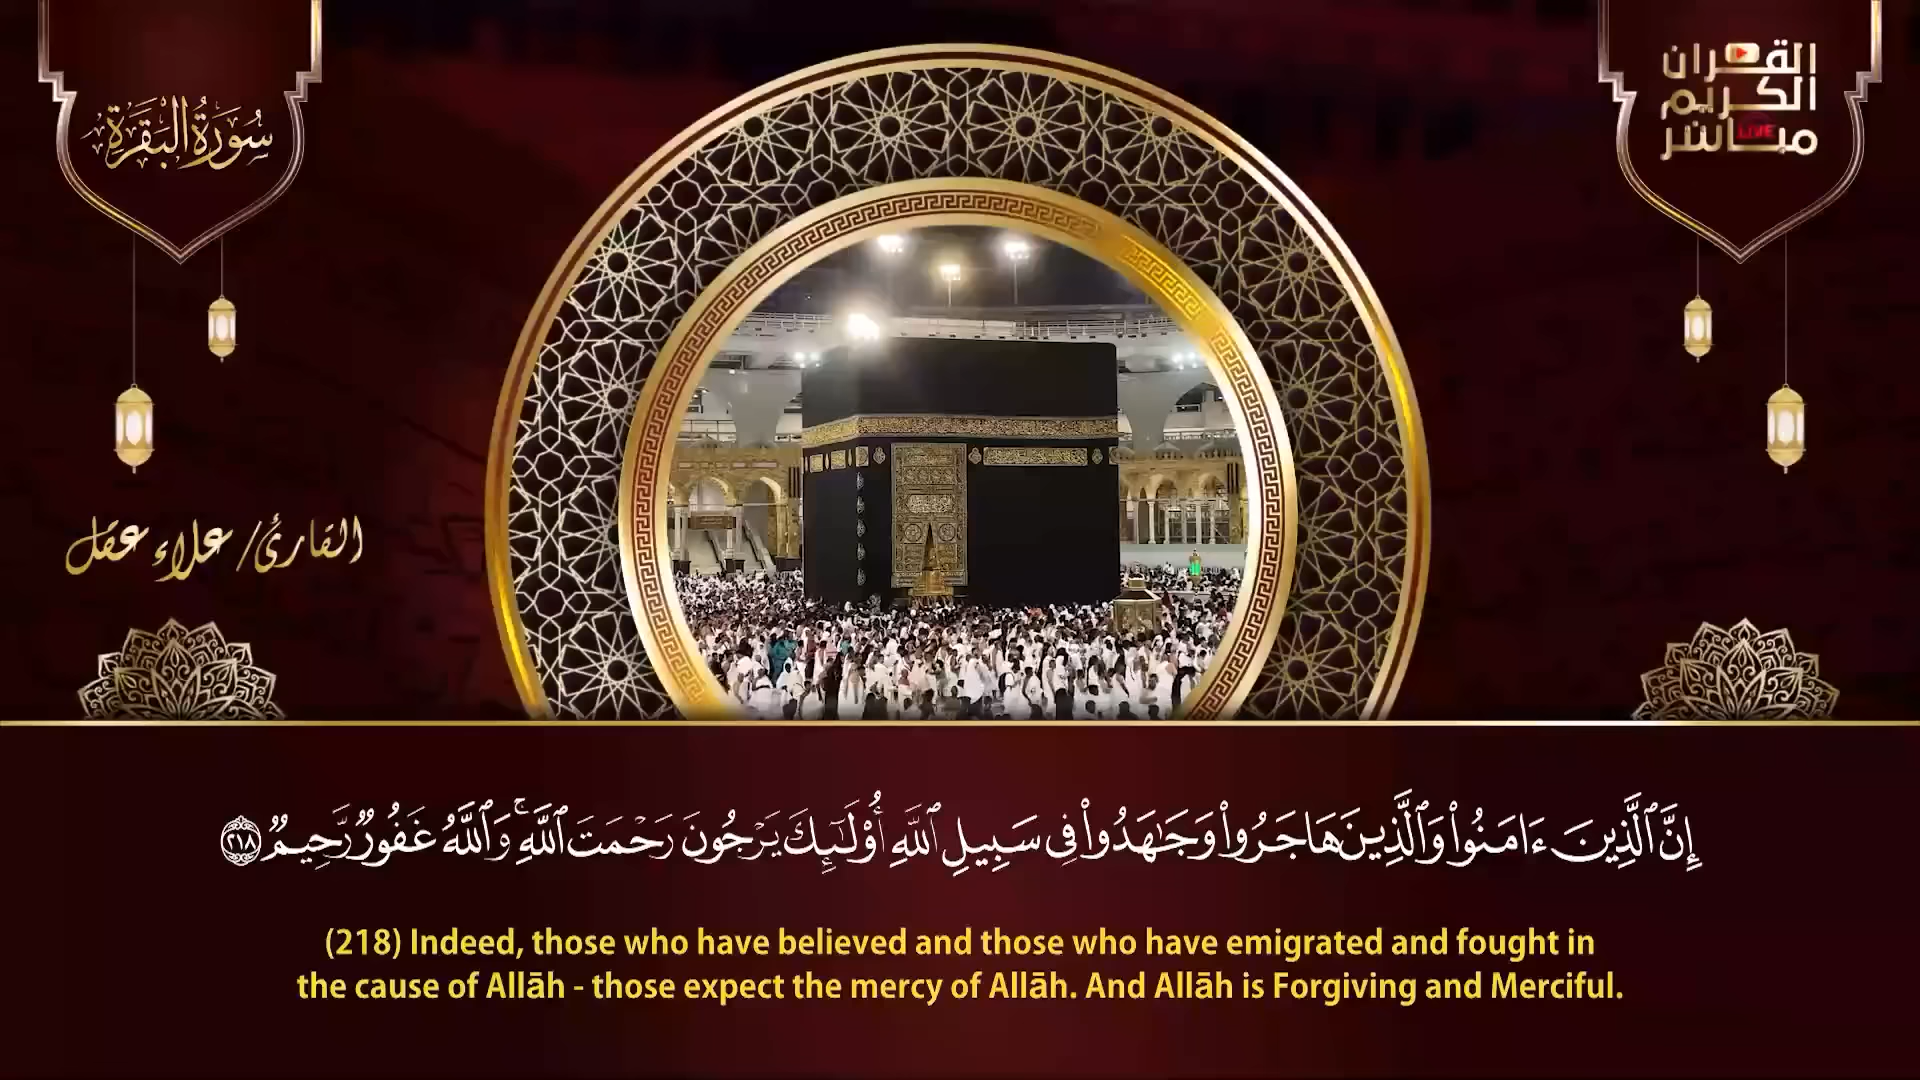 سُورَةُ البَقَرَةِ
القران
الكريم
مباشر
LIVE
القارئ/ علاء عقل
إِنَّ ٱلَّذِينَ ءَامَنُوا۟ وَٱلَّذِينَ هَاجَرُوا۟ وَجَـٰهَدُوا۟ فِى سَبِيلِ ٱللَّهِ أُو۟لَـٰٓئِكَ يَرْجُونَ رَحْمَتَ ٱللَّهِ ۚ وَٱللَّهُ غَفُورٌ رَّحِيمٌ ٢١٨
(218) Indeed, those who have believed and those who have emigrated and fought in
the cause of Allāh - those expect the mercy of Allāh. And Allāh is Forgiving and Merciful.